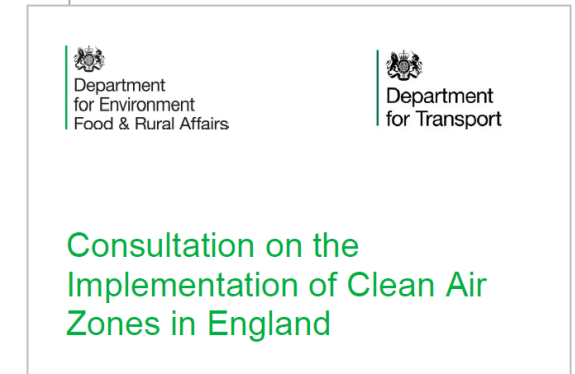 Department
for Environment
Food & Rural Affairs
Department
for Transport
Consultation on the
Implementation of Clean Air
Zones in England